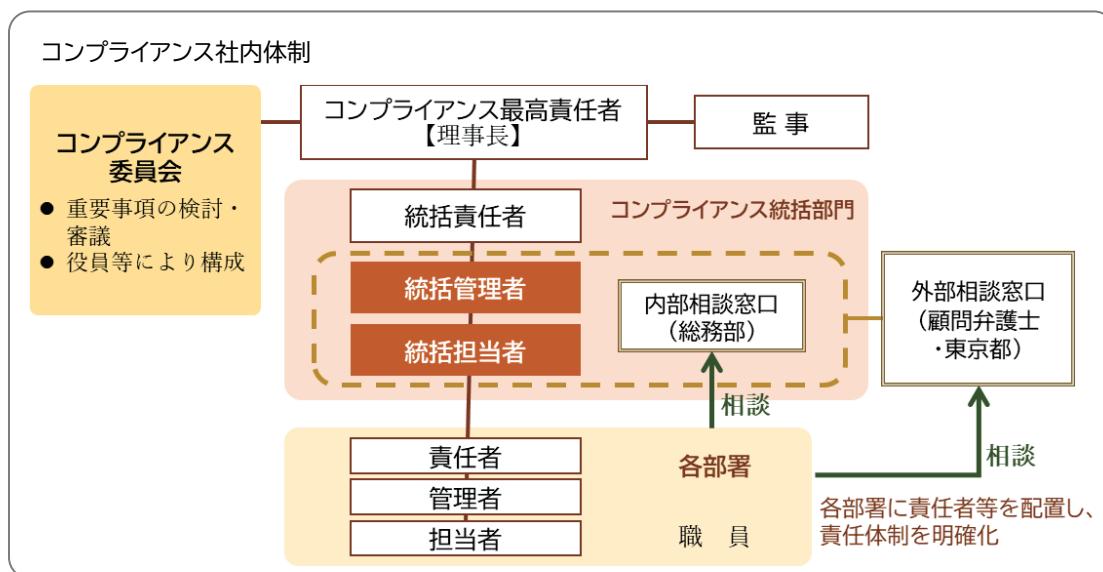 コンプライアンス社内体制
コンプライアンス
委員会
● 重要事項の検討・
審議
● 役員等により構成
コンプライアンス最高責任者
【理事長】
監 事
統括責任者
コンプライアンス統括部門
統括管理者
統括担当者
内部相談窓口
（総務部）
外部相談窓口
（顧問弁護士
・東京都）
相談
相談
責任者
管理者
担当者
各部署
職　員
各部署に責任者等を配置し、
責任体制を明確化